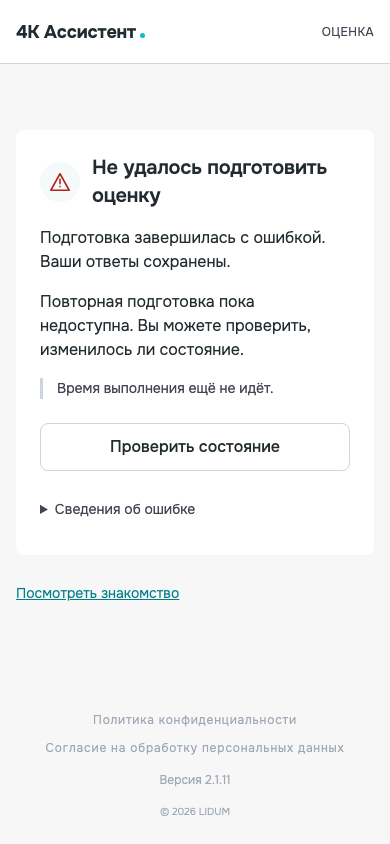 4К Ассистент
ОЦЕНКА
Не удалось подготовить
оценку
Подготовка завершилась с ошибкой.
Ваши ответы сохранены.
Повторная подготовка пока
недоступна. Вы можете проверить,
изменилось ли состояние.
Время выполнения ещё не идёт.
Проверить состояние
Сведения об ошибке
Посмотреть знакомство
Политика конфиденциальности
Согласие на обработку персональных данных
Версия 2.1.11
© 2026 LIDUM